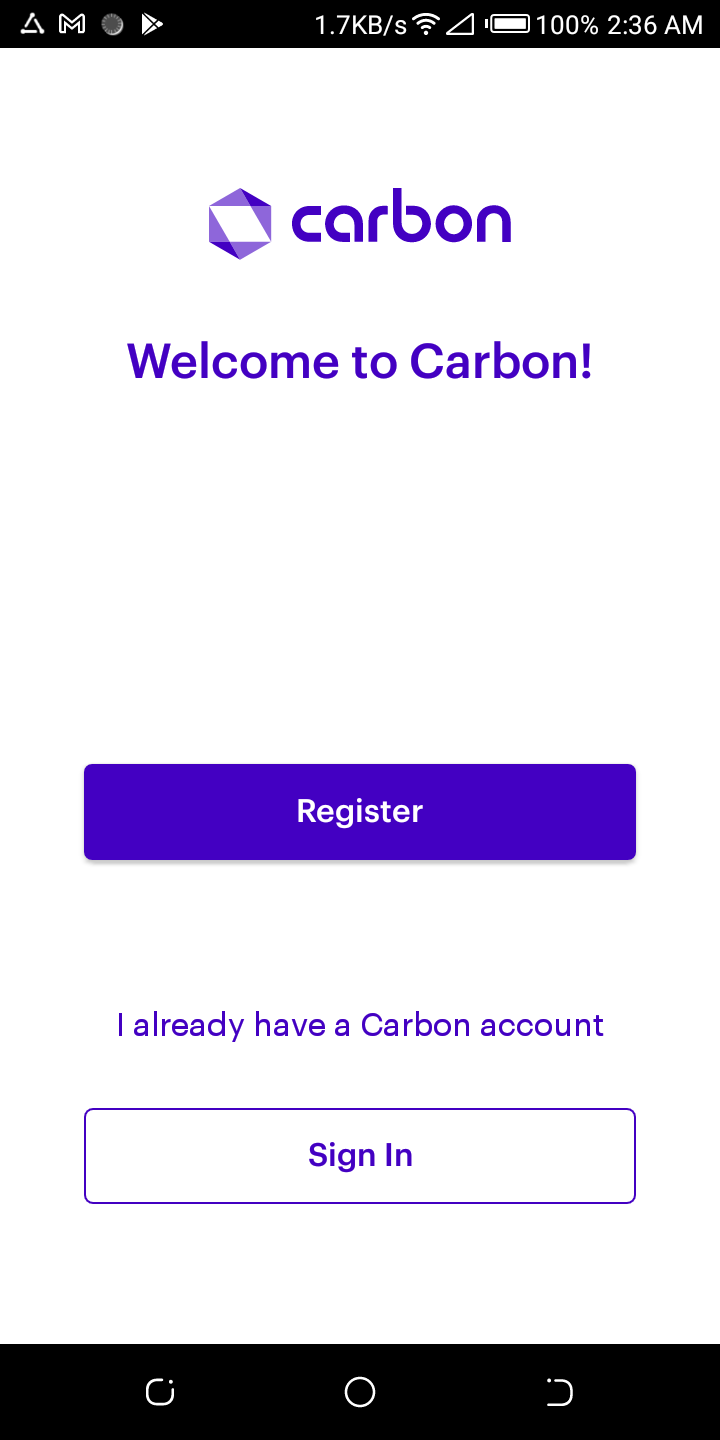 1.7KB/s 100% 2:36 AM
carbon
Welcome to Carbon!
Register
I already have a Carbon account
Sign In